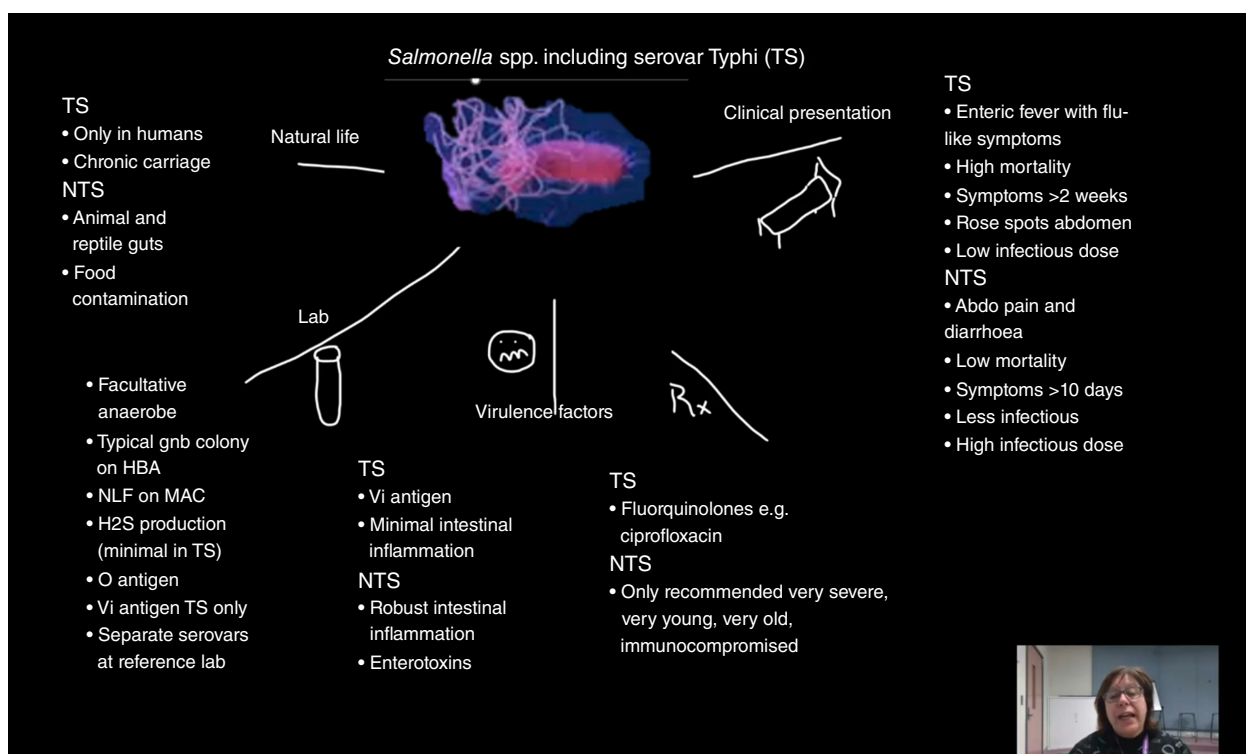 Salmonella spp. including serovar Typhi (TS)
Natural life
TS
• Only in humans
• Chronic carriage
NTS
• Animal and
reptile guts
• Food
contamination
Clinical presentation
TS
• Enteric fever with flu-
like symptoms
• High mortality
• Symptoms >2 weeks
• Rose spots abdomen
• Low infectious dose
NTS
• Abdo pain and
diarrhoea
• Low mortality
• Symptoms >10 days
• Less infectious
• High infectious dose
Lab
• Facultative
anaerobe
• Typical gnb colony
on HBA
• NLF on MAC
• H2S production
(minimal in TS)
• O antigen
• Vi antigen TS only
• Separate serovars
at reference lab
Virulence factors
TS
• Vi antigen
• Minimal intestinal
inflammation
NTS
• Robust intestinal
inflammation
• Enterotoxins
Rx
TS
• Fluorquinolones e.g.
ciprofloxacin
NTS
• Only recommended very severe,
very young, very old,
immunocompromised